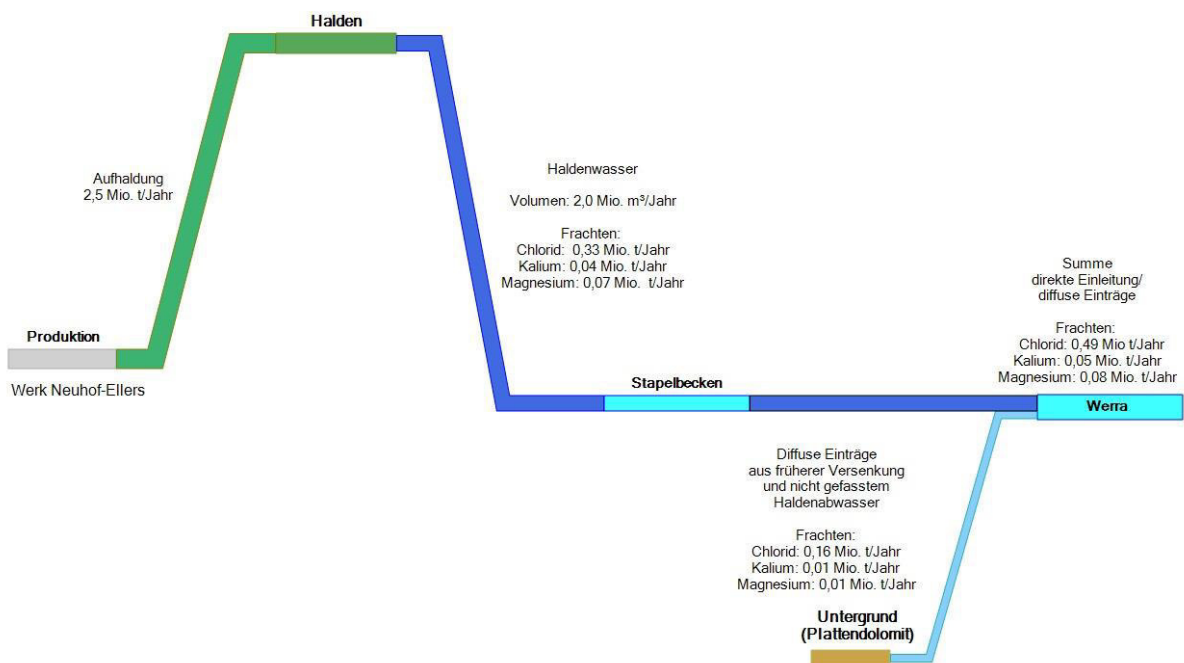 Halden
Aufhaldung
2,5 Mio. t/Jahr
Produktion
Werk Neuhof-Ellers
Haldenwasser
Volumen: 2,0 Mio. m³/Jahr
Frachten:
Chlorid: 0,33 Mio. t/Jahr
Kalium: 0,04 Mio. t/Jahr
Magnesium: 0,07 Mio. t/Jahr
Stapelbecken
Summe
direkte Einleitung/
diffuse Einträge
Frachten:
Chlorid: 0,49 Mio t/Jahr
Kalium: 0,05 Mio. t/Jahr
Magnesium: 0,08 Mio. t/Jahr
Werra
Diffuse Einträge
aus früherer Versenkung
und nicht gefasstem
Haldenabwasser
Frachten:
Chlorid: 0,16 Mio. t/Jahr
Kalium: 0,01 Mio. t/Jahr
Magnesium: 0,01 Mio. t/Jahr
Untergrund
(Plattendolomit)